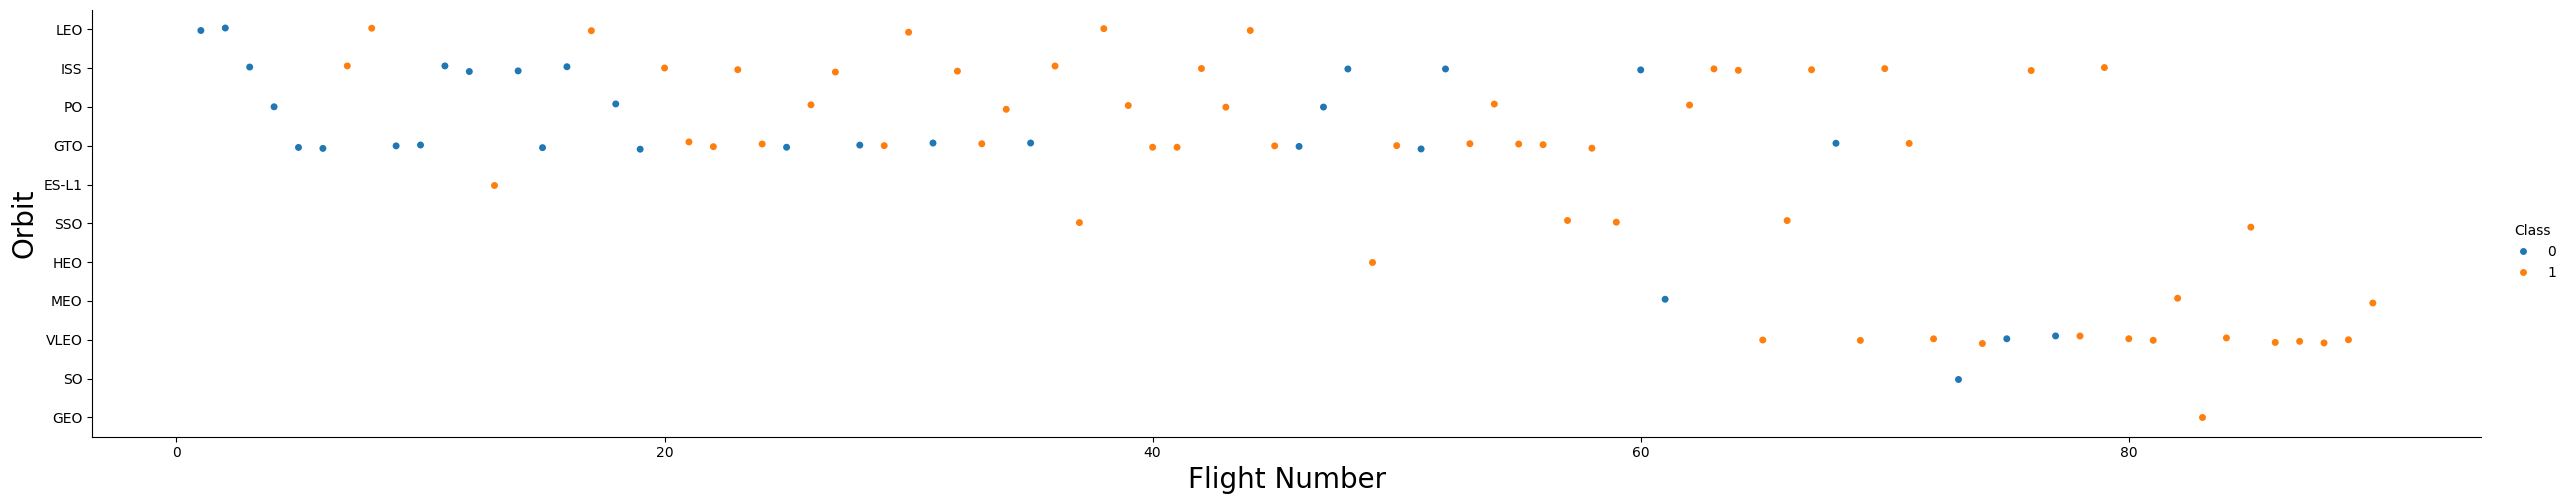 LEO
ISS
PO
GTO
ES-L1
SSO
HEO
MEO
VLEO
SO
GEO
Orbit
0
20
40
60
80
Flight Number
Class
0
1